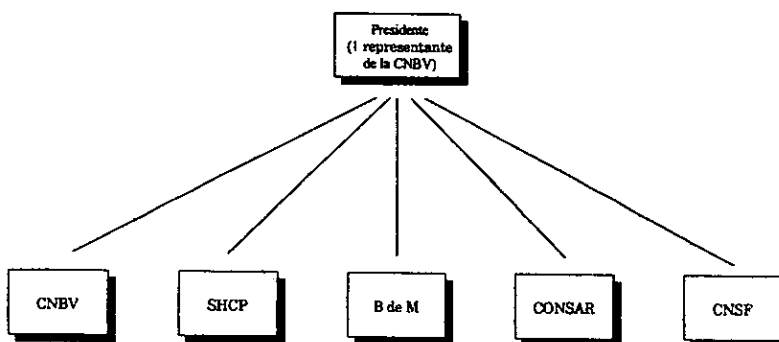 Presidente
(1 representante
de la CNBV)
CNBV
SHCP
B de M
CONSAR
CNSF